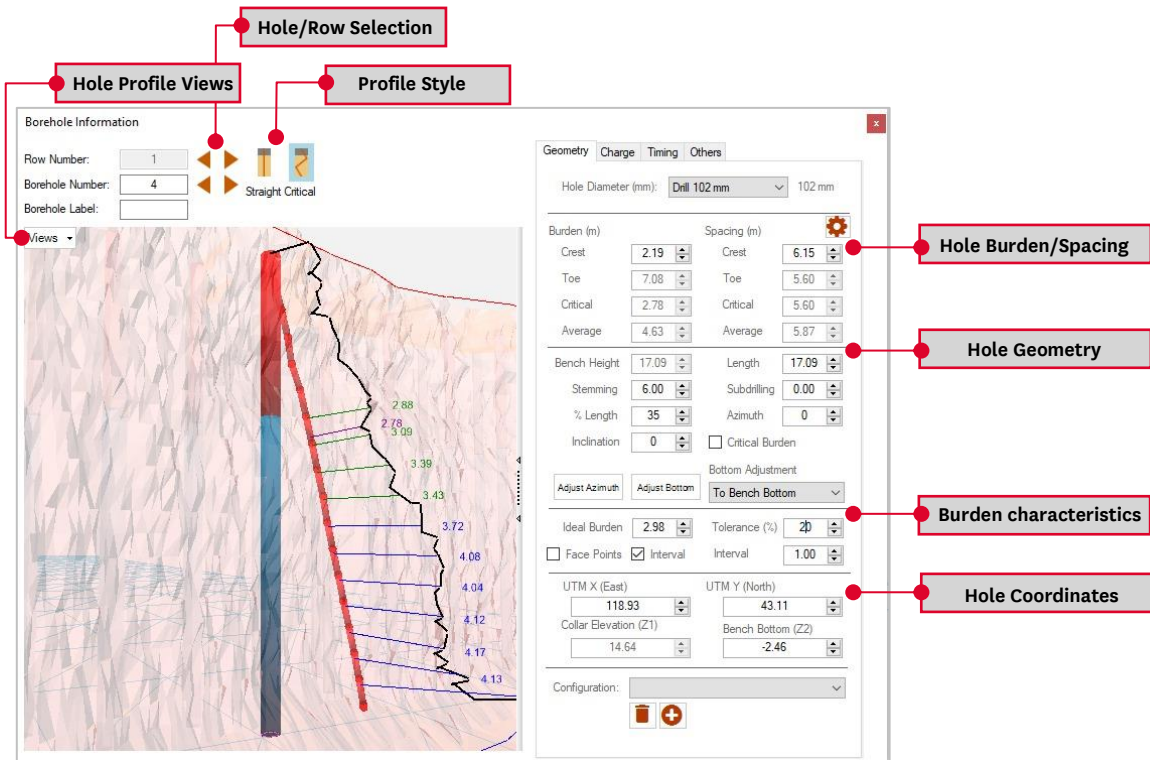 Hole/Row Selection
Hole Profile Views
Profile Style
Borehole Information
x
Row Number: 1
Borehole Number: 4
Borehole Label:
Straight Critical
Views
2.88
2.78
3.09
3.39
3.43
3.72
4.08
4.04
4.12
4.17
4.13
Geometry Charge Timing Others
Hole Diameter (mm): Drill 102 mm 102 mm
Burden (m) Spacing (m)
Crest 2.19 Crest 6.15
Toe 7.08 Toe 5.60
Critical 2.78 Critical 5.60
Average 4.63 Average 5.87
Bench Height 17.09 Length 17.09
Stemming 6.00 Subdrilling 0.00
% Length 35 Azimuth 0
Inclination 0 Critical Burden
Bottom Adjustment
Adjust Azimuth Adjust Bottom To Bench Bottom
Ideal Burden 2.98 Tolerance (%) 20
Face Points Interval Interval 1.00
UTM X (East) UTM Y (North)
118.93 43.11
Collar Elevation (Z1) Bench Bottom (Z2)
14.64 -2.46
Configuration:
Hole Burden/Spacing
Hole Geometry
Burden characteristics
Hole Coordinates